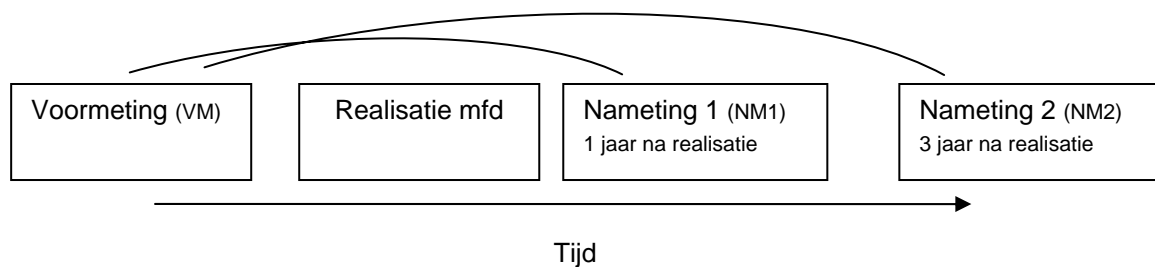 Voormeting (VM)
Realisatie mfd
Nameting 1 (NM1)
1 jaar na realisatie
Nameting 2 (NM2)
3 jaar na realisatie
Tijd